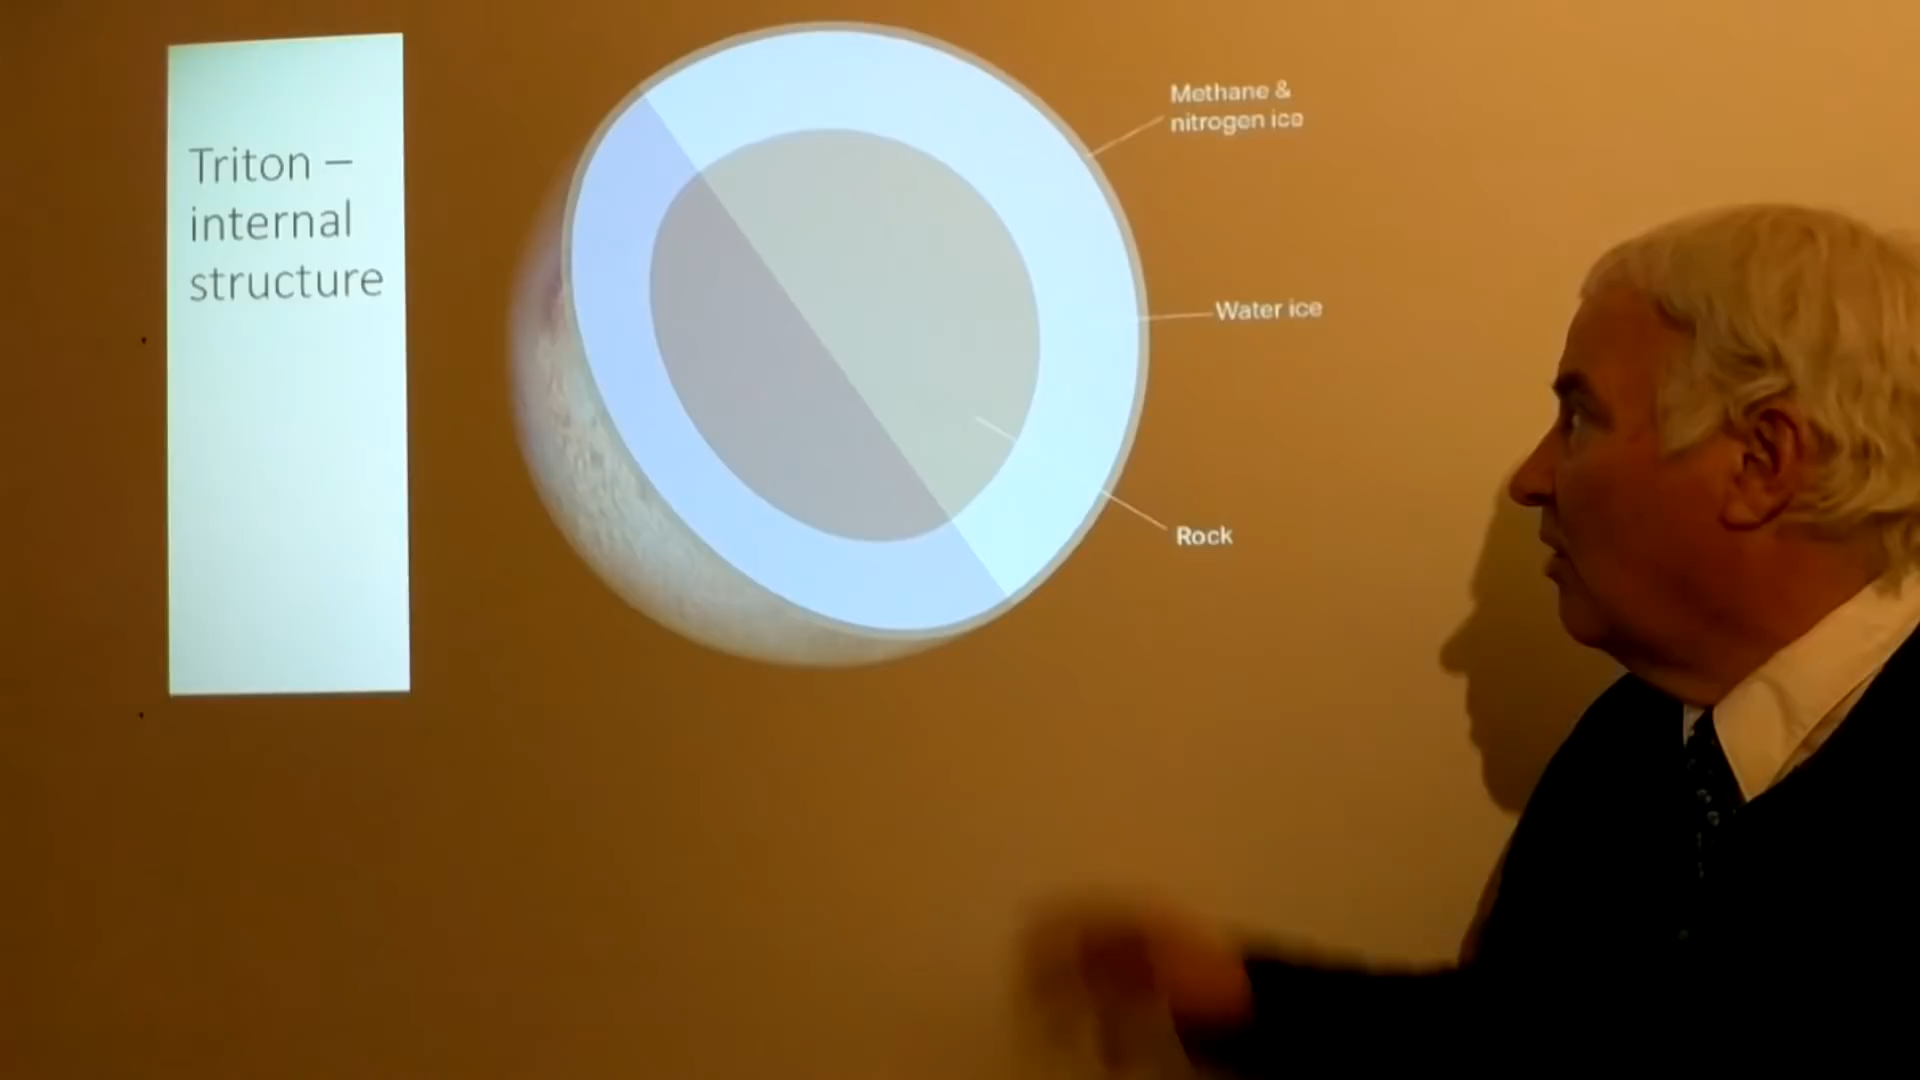 Triton –
internal
structure
Methane &
nitrogen ice
Water ice
Rock